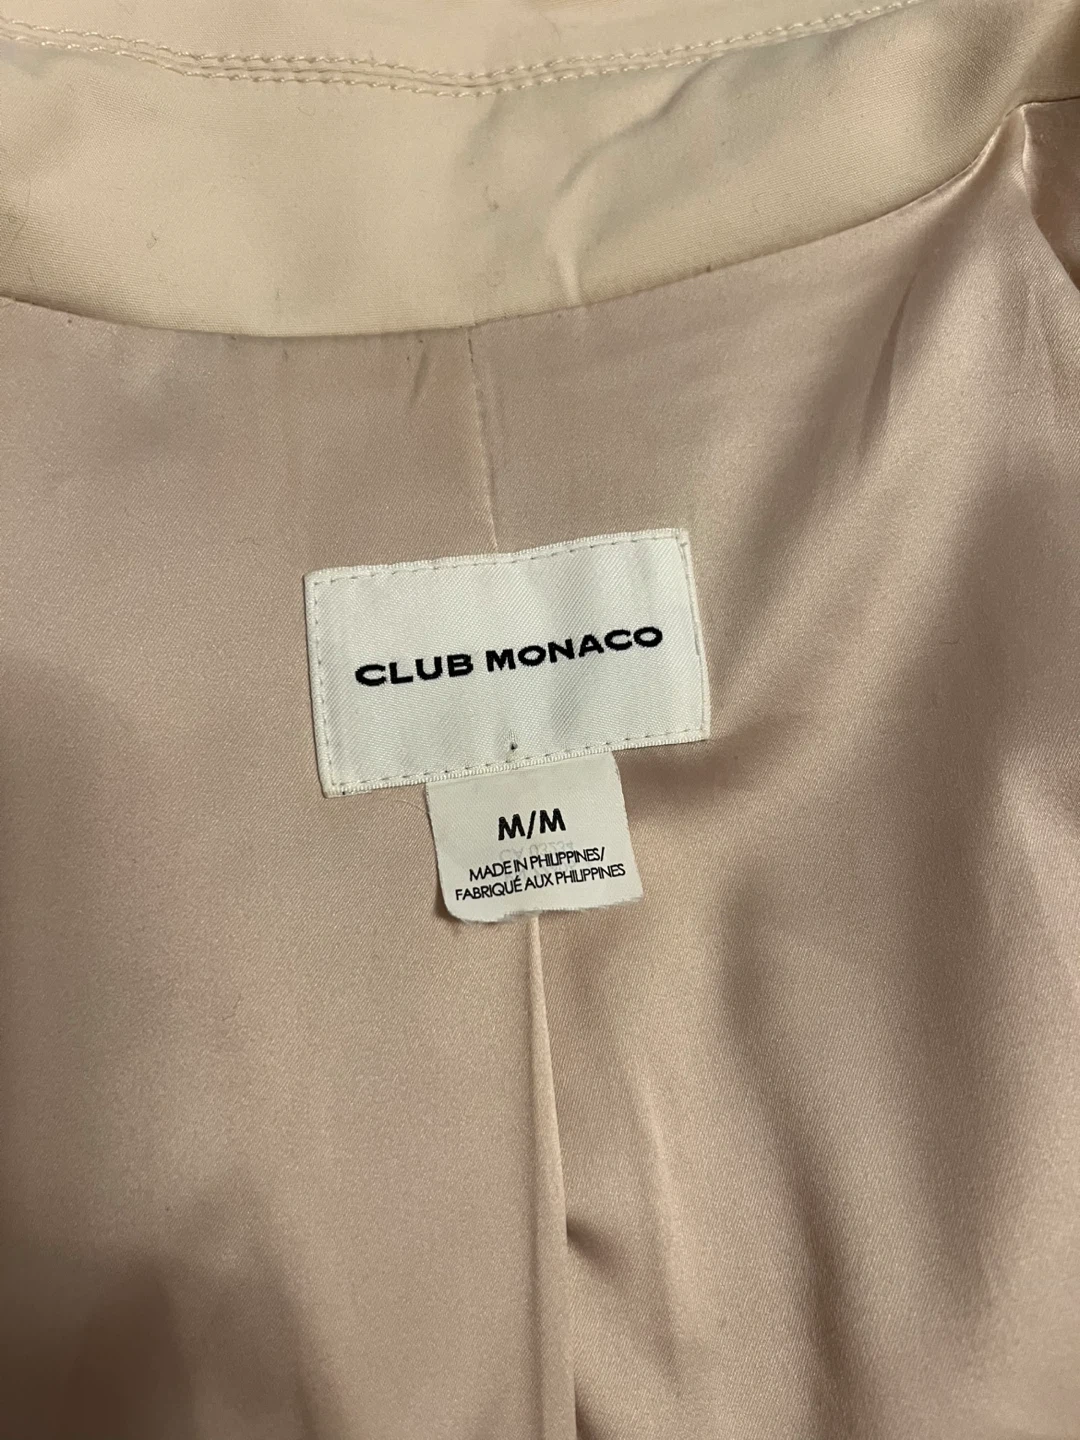 CLUB MONACO
M/M
MADE IN PHILIPPINES/
FABRIQUÉ AUX PHILIPPINES